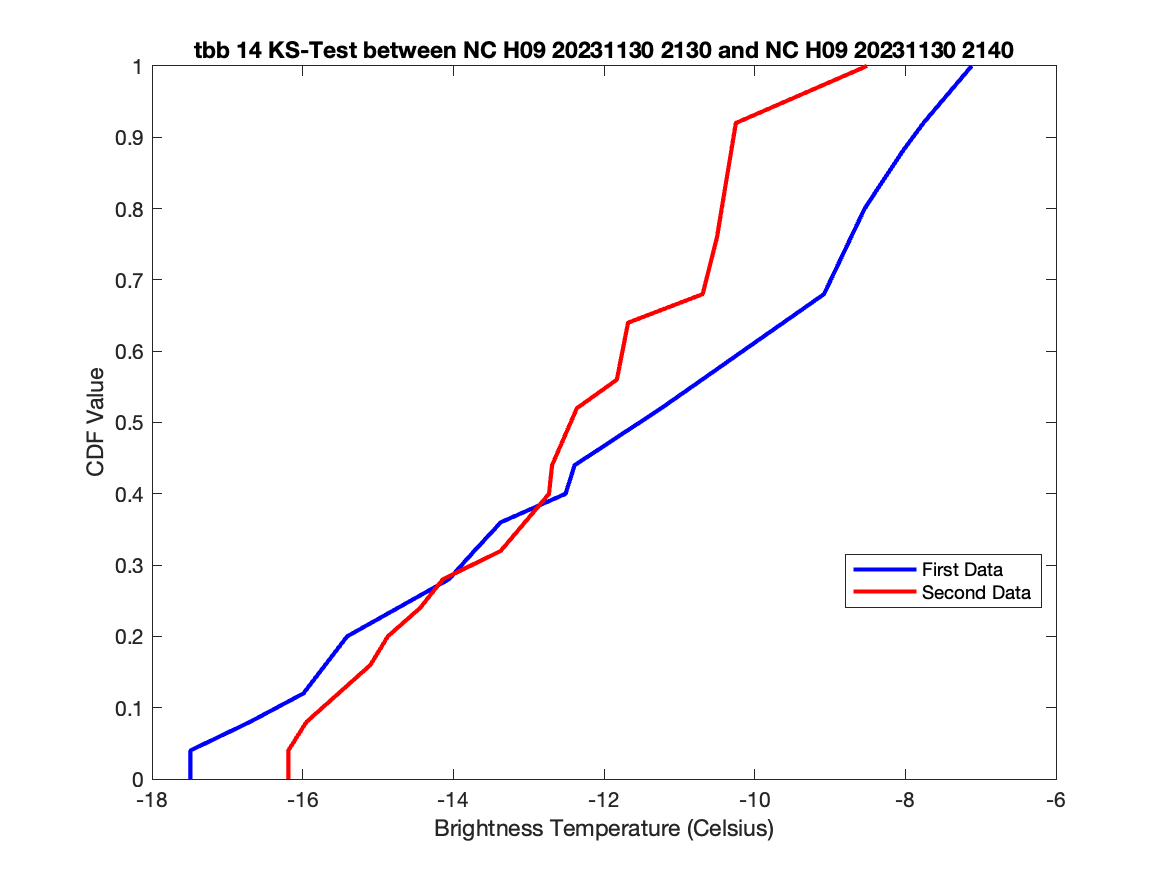 tbb 14 KS-Test between NC H09 20231130 2130 and NC H09 20231130 2140
1
0.9
0.8
0.7
0.6
0.5
0.4
0.3
0.2
0.1
0
CDF Value
First Data
Second Data
-18 -16 -14 -12 -10 -8 -6
Brightness Temperature (Celsius)